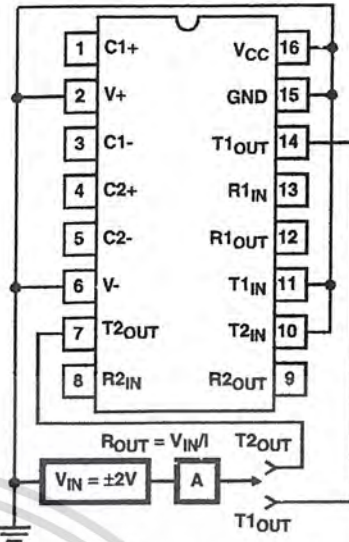 1 C1+ VCC 16
2 V+ GND 15
3 C1- T1OUT 14
4 C2+ R1IN 13
5 C2- R1OUT 12
6 V- T1IN 11
7 T2OUT T2IN 10
8 R2IN R2OUT 9
ROUT = VIN/I T2OUT
VIN = ±2V A
T1OUT